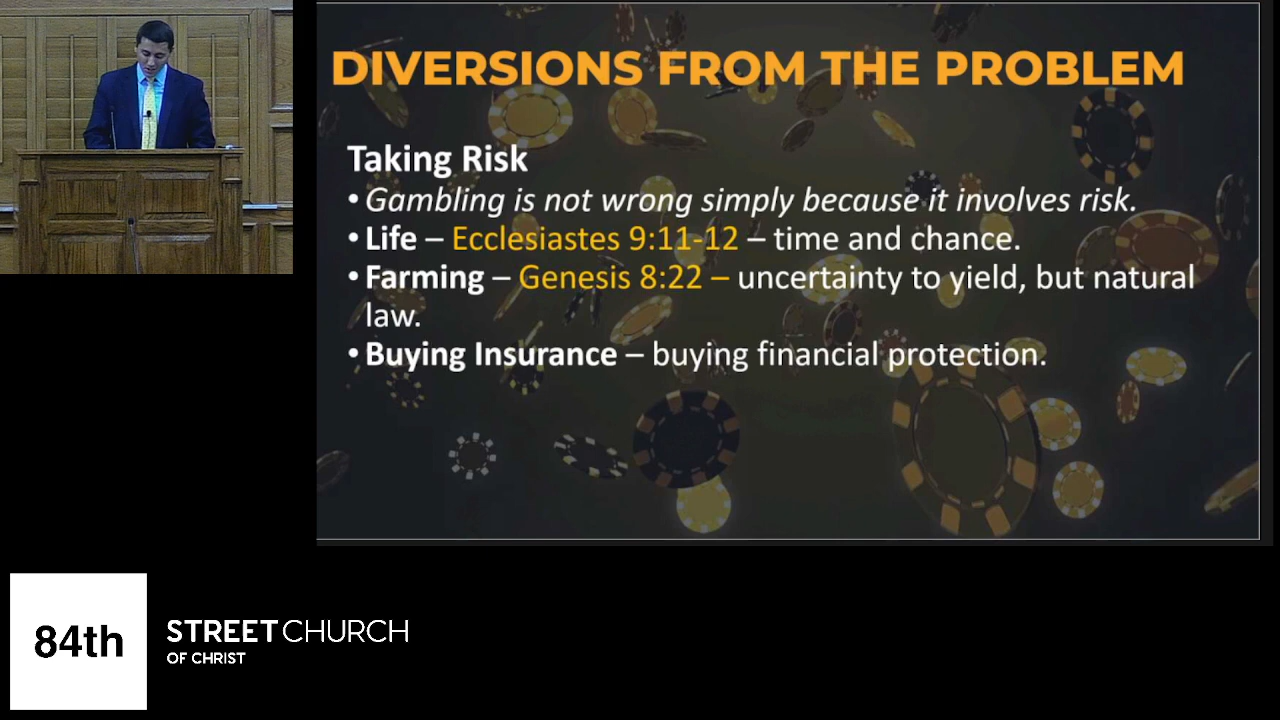 DIVERSIONS FROM THE PROBLEM
Taking Risk
• Gambling is not wrong simply because it involves risk.
• Life – Ecclesiastes 9:11-12 – time and chance.
• Farming – Genesis 8:22 – uncertainty to yield, but natural
law.
• Buying Insurance – buying financial protection.
84th
STREET CHURCH
OF CHRIST